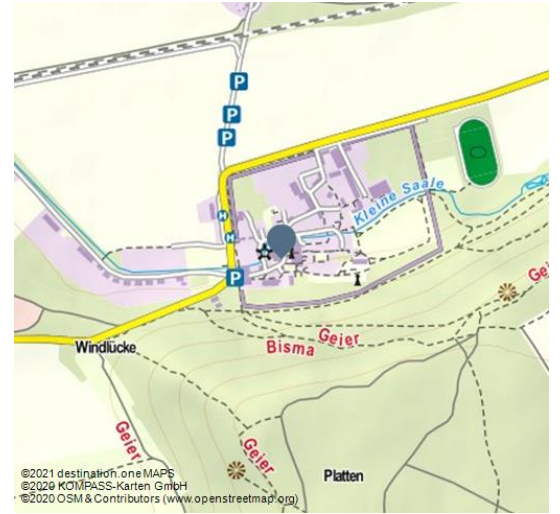 P
P
P
Kleine Saale
H
H
P
Geier
Geier
Bisma
Windlücke
Geier
Geier
Platten
©2021 destination.one MAPS
©2020 KOMPASS-Karten GmbH
©2020 OSM & Contributors (www.openstreetmap.org)